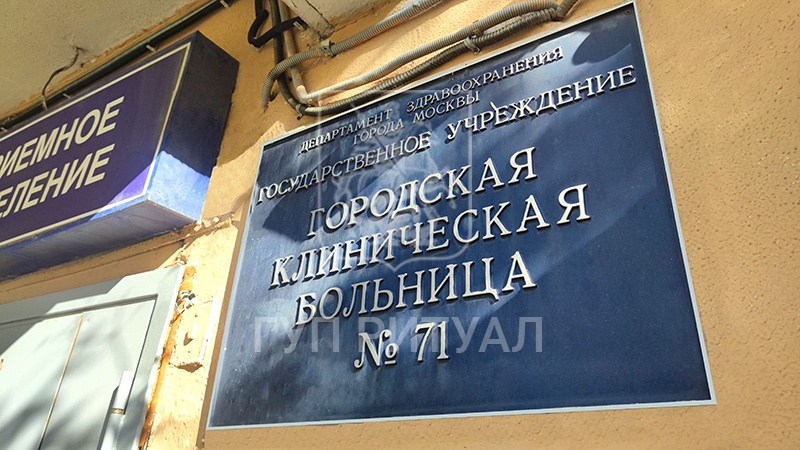 РИЕМНОЕ
ЕЛЕНИЕ
ДЕПАРТАМЕНТ ЗДРАВООХРАНЕНИЯ
ГОРОДА МОСКВЫ
ГОСУДАРСТВЕННОЕ УЧРЕЖДЕНИЕ
ГОРОДСКАЯ
КЛИНИЧЕСКАЯ
БОЛЬНИЦА
№ 71
ГУП РИТУАЛ